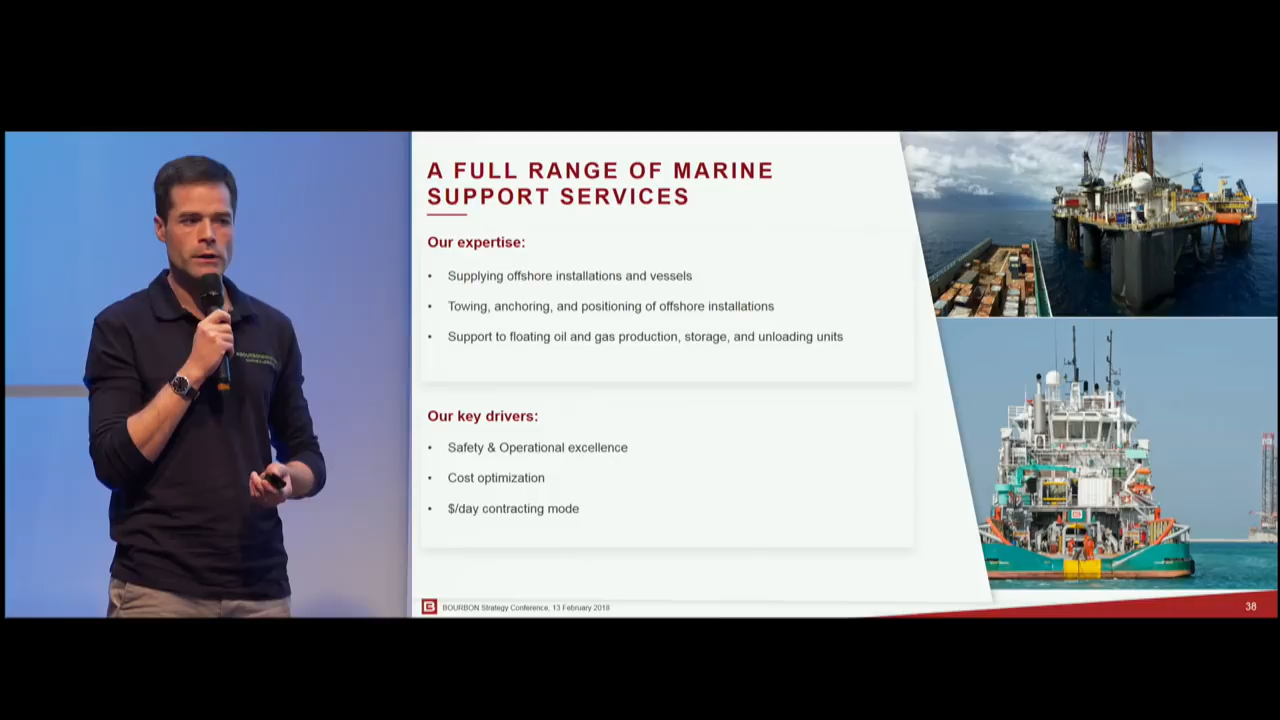 A FULL RANGE OF MARINE
SUPPORT SERVICES
Our expertise:
• Supplying offshore installations and vessels
• Towing, anchoring, and positioning of offshore installations
• Support to floating oil and gas production, storage, and unloading units
Our key drivers:
• Safety & Operational excellence
• Cost optimization
• $/day contracting mode
BOURBON Strategy Conference, 13 February 2018
38